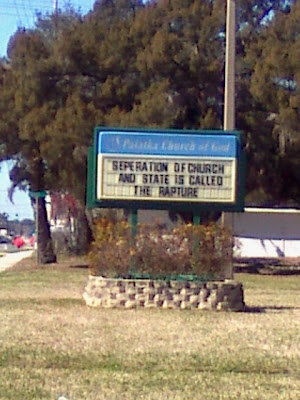 Palatka Church of God
SEPERATION OF CHURCH
AND STATE IS CALLED
THE RAPTURE